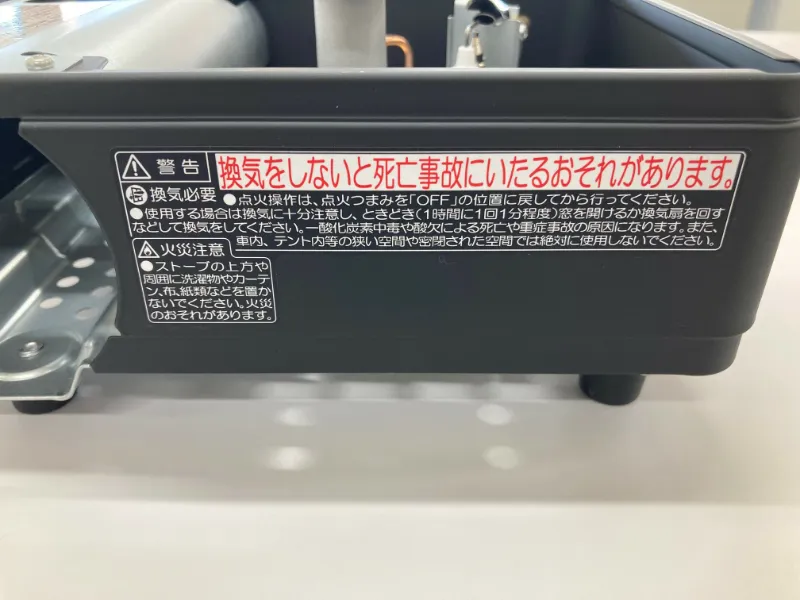 警告 換気をしないと死亡事故にいたるおそれがあります。
換気必要 ●点火操作は、点火つまみを「OFF」の位置に戻してから行ってください。
●使用する場合は換気に十分注意し、ときどき(1時間に1回1分程度)窓を開けるか換気扇を回す
などして換気をしてください。一酸化炭素中毒や酸欠による死亡や重症事故の原因になります。また、
車内、テント内等の狭い空間や密閉された空間では絶対に使用しないでください。
火災注意
●ストーブの上方や
周囲に洗濯物やカーテ
ン、布、紙類などを置か
ないでください。火災
のおそれがあります。